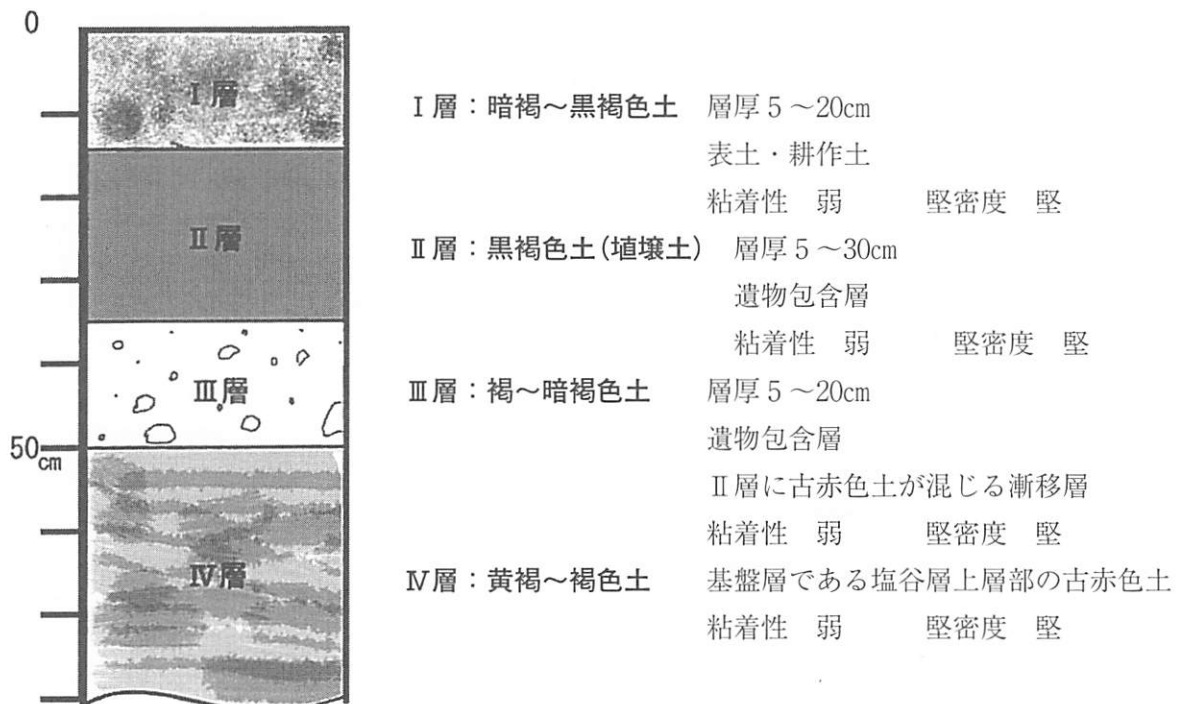 0
Ⅰ層
Ⅱ層
Ⅲ層
50cm
Ⅳ層
Ⅰ層：暗褐～黒褐色土　層厚5～20cm
表土・耕作土
粘着性　弱　　　堅密度　堅
Ⅱ層：黒褐色土（埴壌土）　層厚5～30cm
遺物包含層
粘着性　弱　　　堅密度　堅
Ⅲ層：褐～暗褐色土　層厚5～20cm
遺物包含層
Ⅱ層に古赤色土が混じる漸移層
粘着性　弱　　　堅密度　堅
Ⅳ層：黄褐～褐色土　基盤層である塩谷層上層部の古赤色土
粘着性　弱　　　堅密度　堅